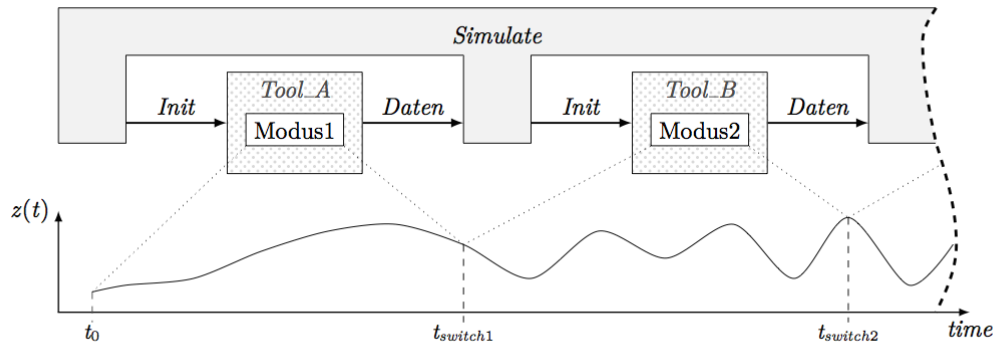 Simulate
Init
Tool_A
Modus1
Daten
Init
Tool_B
Modus2
Daten
z(t)
t0
tswitch1
tswitch2
time